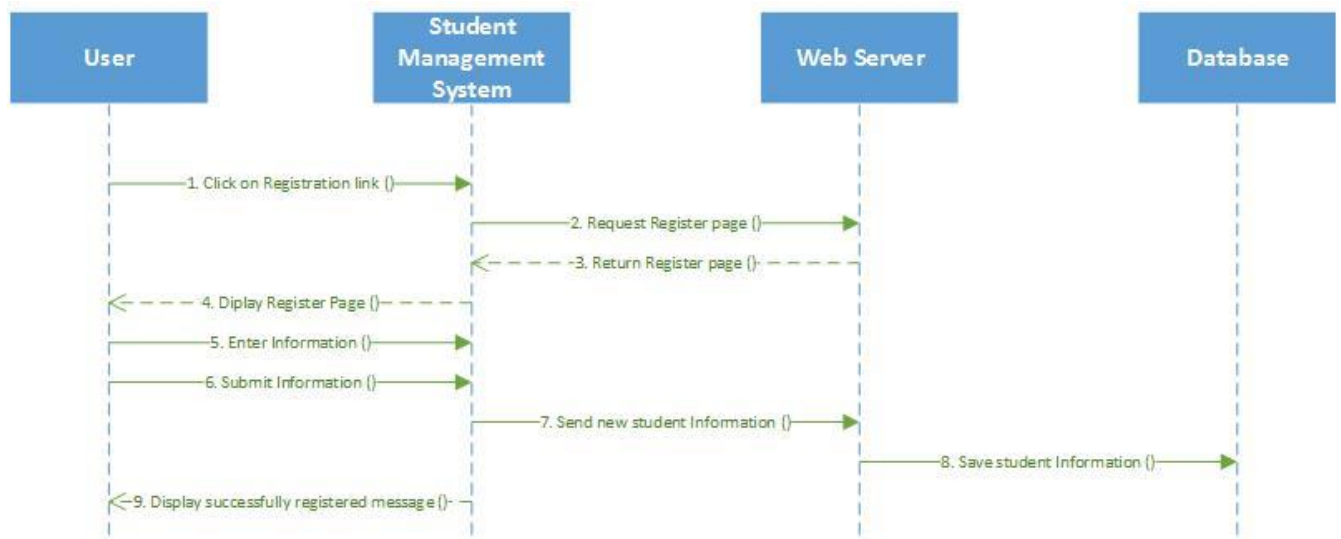 User
Student
Management
System
Web Server
Database
1. Click on Registration link ()
2. Request Register page ()
3. Return Register page ()
4. Diplay Register Page ()
5. Enter Information ()
6. Submit Information ()
7. Send new student Information ()
8. Save student Information ()
9. Display successfully registered message ()